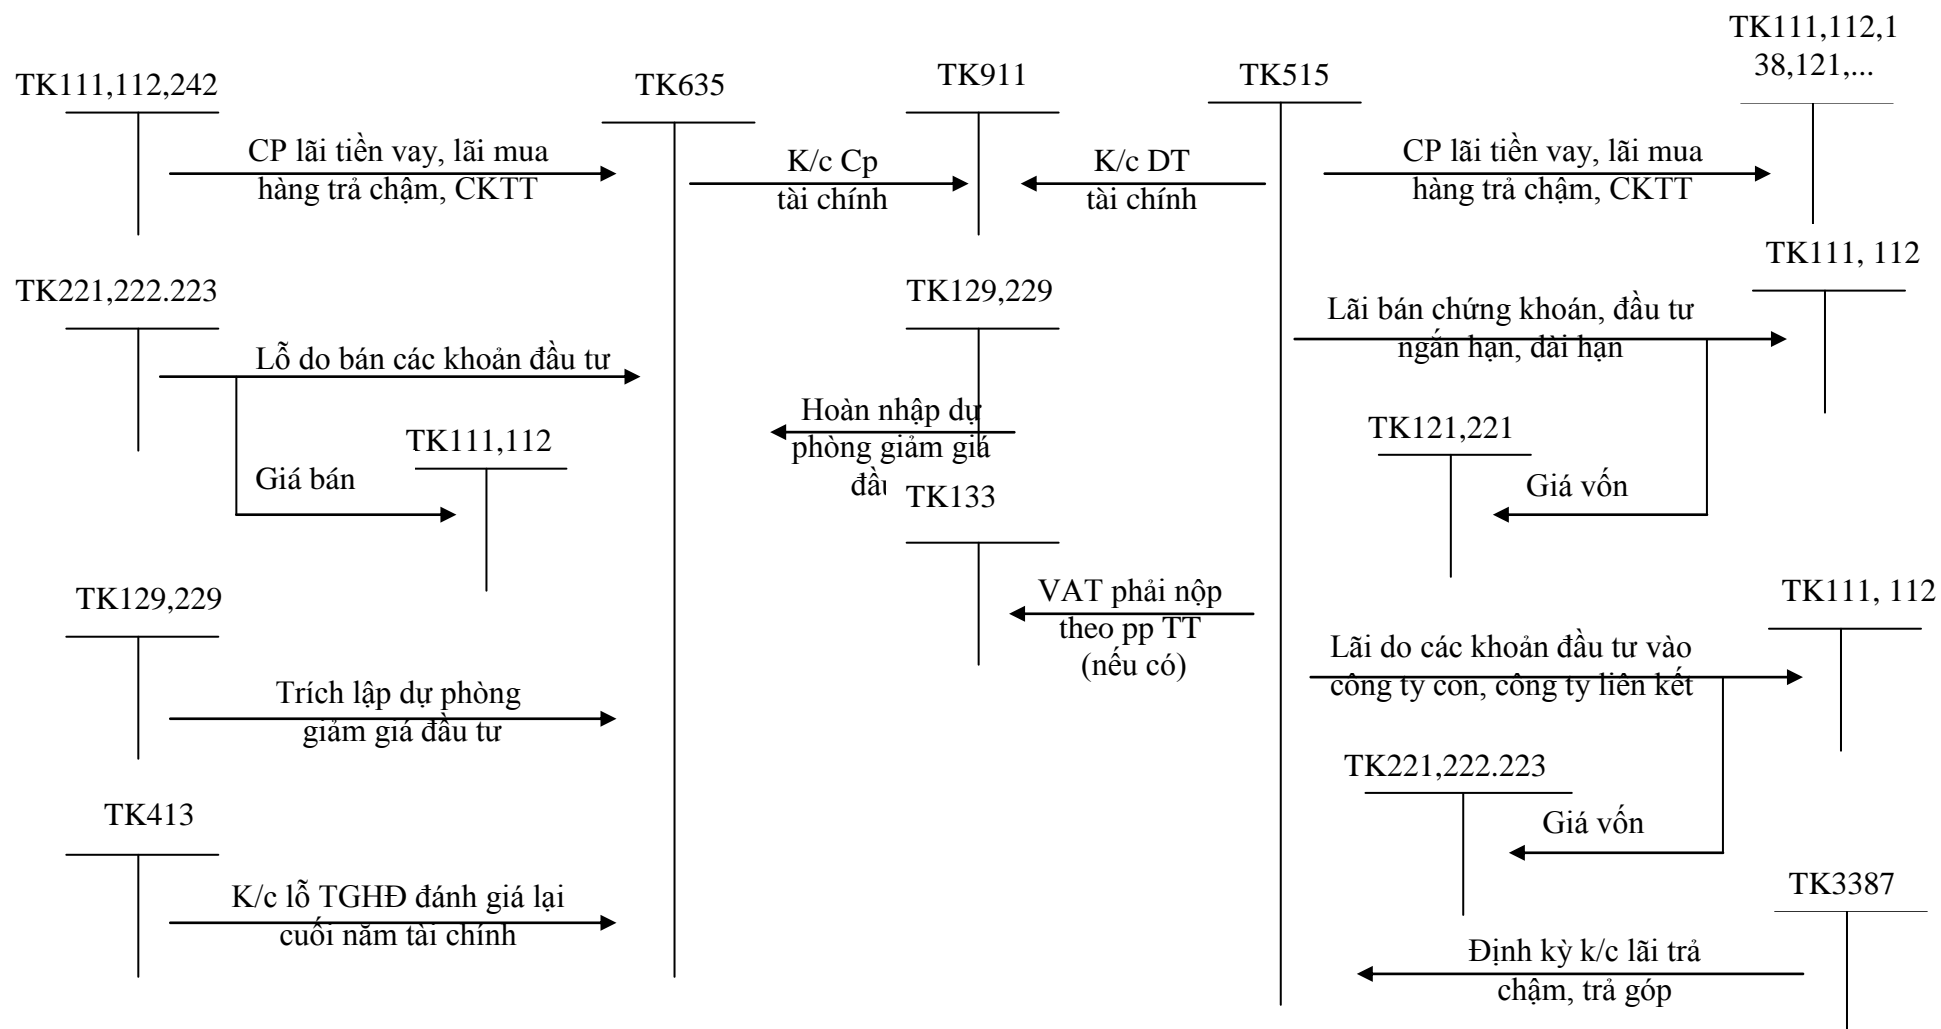 TK111,112,1
38,121,...
TK111,112,242
TK635
TK911
TK515
CP lãi tiền vay, lãi mua
hàng trả chậm, CKTT
K/c Cp
tài chính
K/c DT
tài chính
CP lãi tiền vay, lãi mua
hàng trả chậm, CKTT
TK111, 112
TK221,222.223
TK129,229
Lãi bán chứng khoán, đầu tư
ngắn hạn, dài hạn
Lỗ do bán các khoản đầu tư
Hoàn nhập dự
phòng giảm giá
TK111,112
TK121,221
Giá bán
Giá vốn
TK133
TK129,229
VAT phải nộp
theo pp TT
(nếu có)
TK111, 112
Lãi do các khoản đầu tư vào
công ty con, công ty liên kết
Trích lập dự phòng
giảm giá đầu tư
TK221,222.223
TK413
Giá vốn
TK3387
K/c lỗ TGHĐ đánh giá lại
cuối năm tài chính
Định kỳ k/c lãi trả
chậm, trả góp